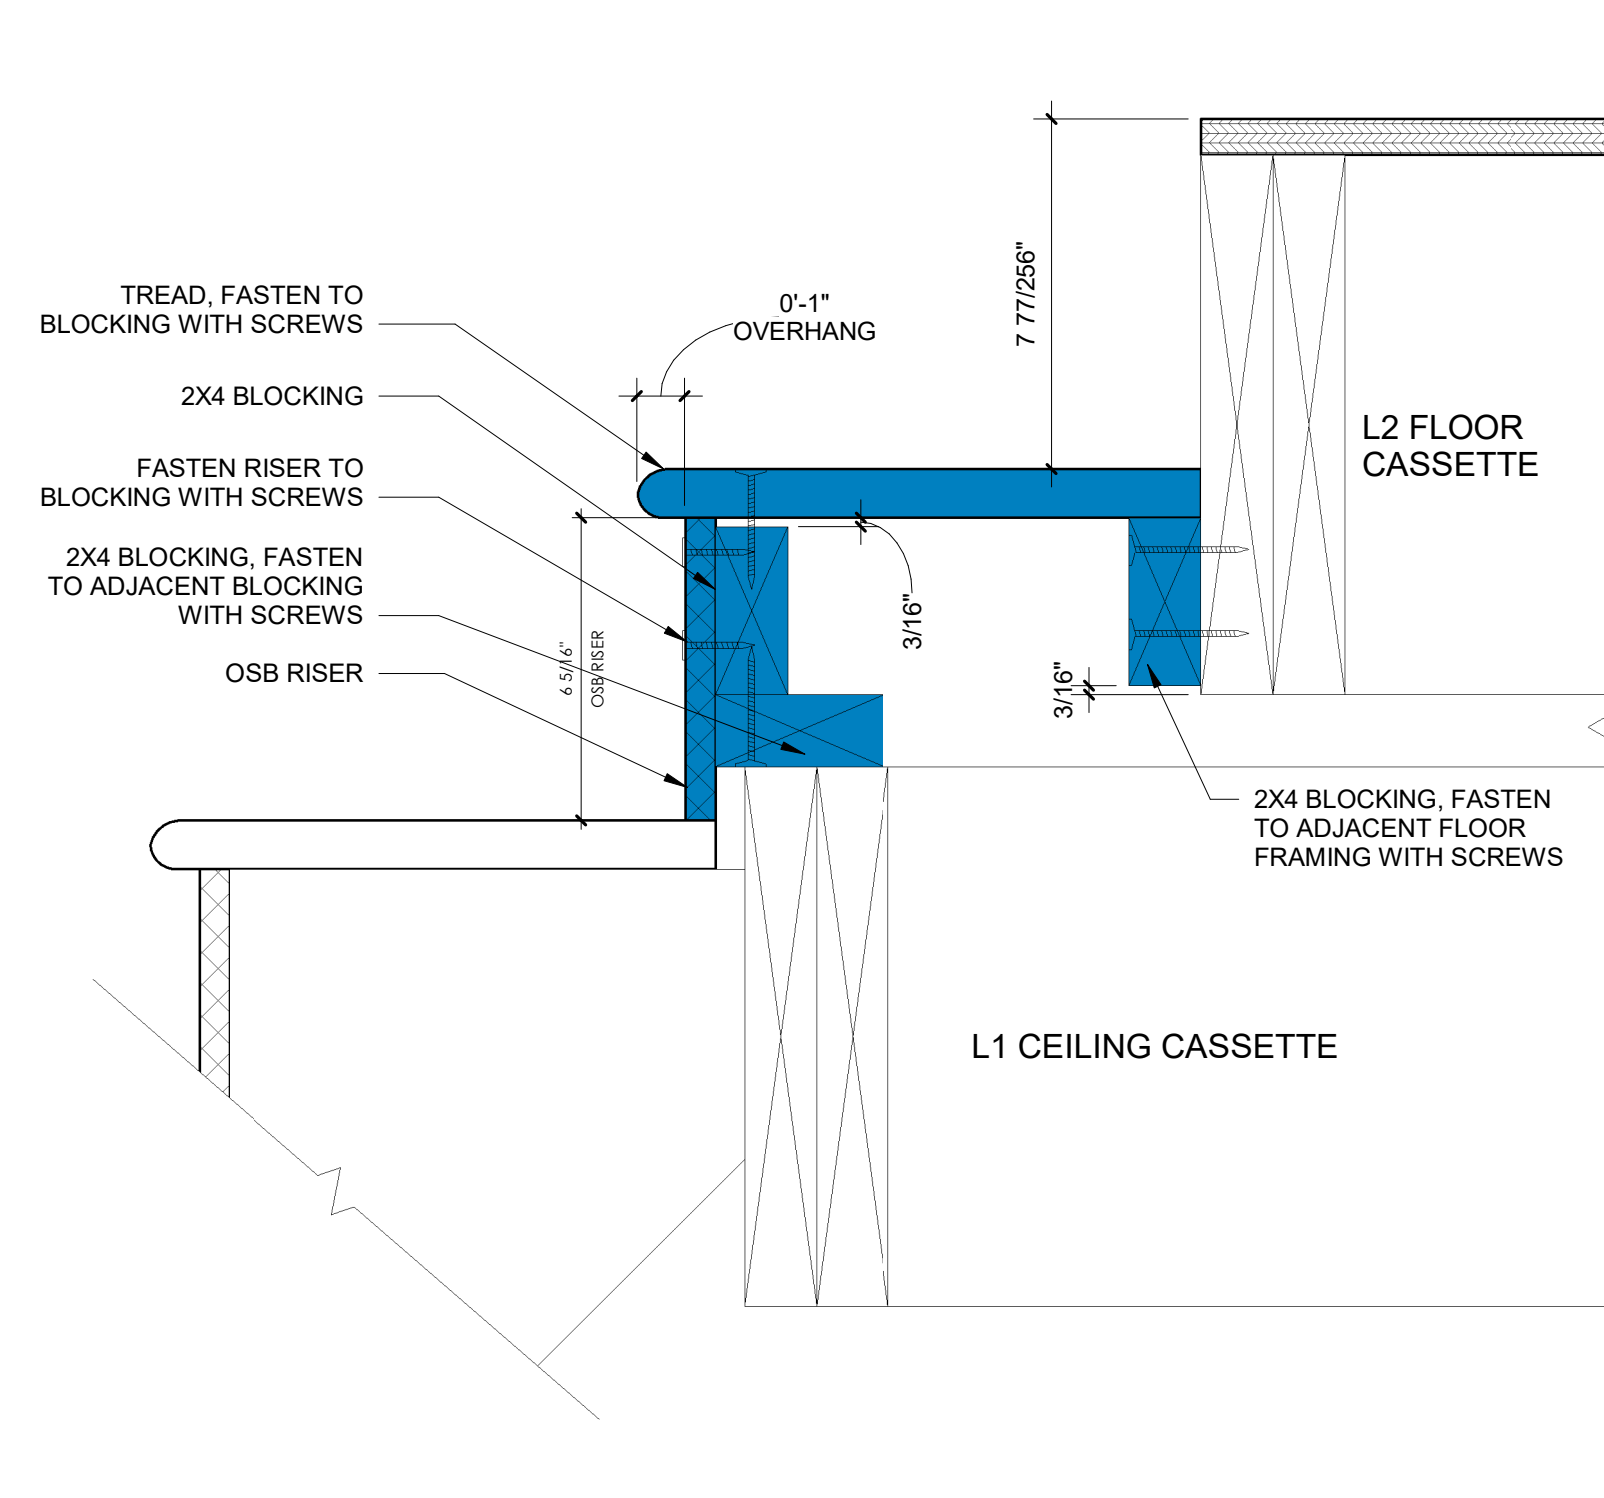 TREAD, FASTEN TO
BLOCKING WITH SCREWS
2X4 BLOCKING
FASTEN RISER TO
BLOCKING WITH SCREWS
2X4 BLOCKING, FASTEN
TO ADJACENT BLOCKING
WITH SCREWS
OSB RISER
0'-1"
OVERHANG
7 77/256"
6 5/16"
OSB RISER
3/16"
3/16"
L2 FLOOR
CASSETTE
2X4 BLOCKING, FASTEN
TO ADJACENT FLOOR
FRAMING WITH SCREWS
L1 CEILING CASSETTE